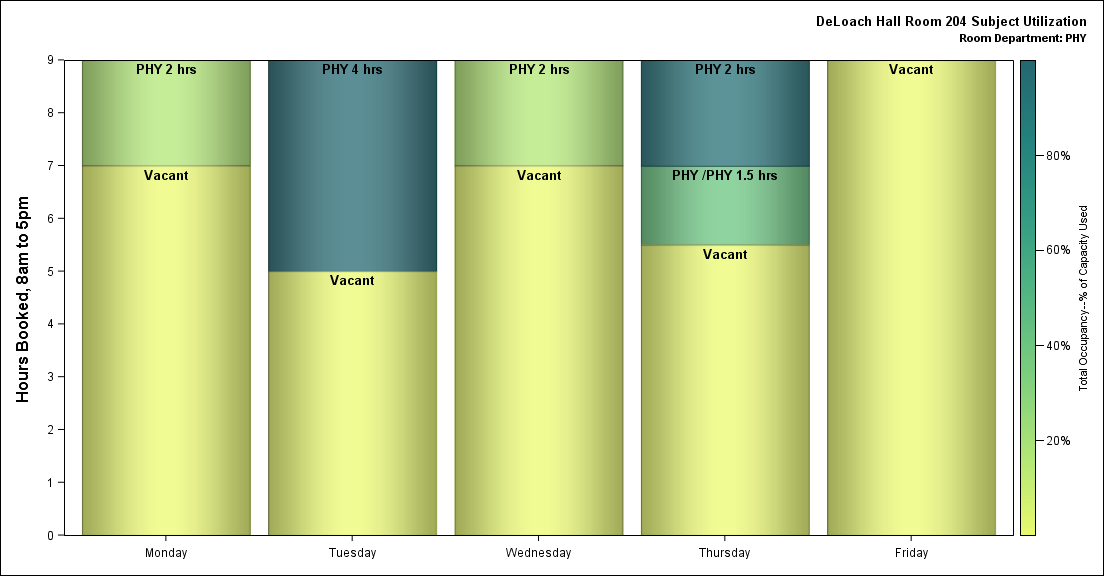 DeLoach Hall Room 204 Subject Utilization
Room Department: PHY
Hours Booked, 8am to 5pm
9
8
7
6
5
4
3
2
1
0
PHY 2 hrs
Vacant
PHY 4 hrs
Vacant
PHY 2 hrs
Vacant
PHY 2 hrs
PHY /PHY 1.5 hrs
Vacant
Vacant
Monday
Tuesday
Wednesday
Thursday
Friday
80%
60%
40%
20%
Total Occupancy--% of Capacity Used